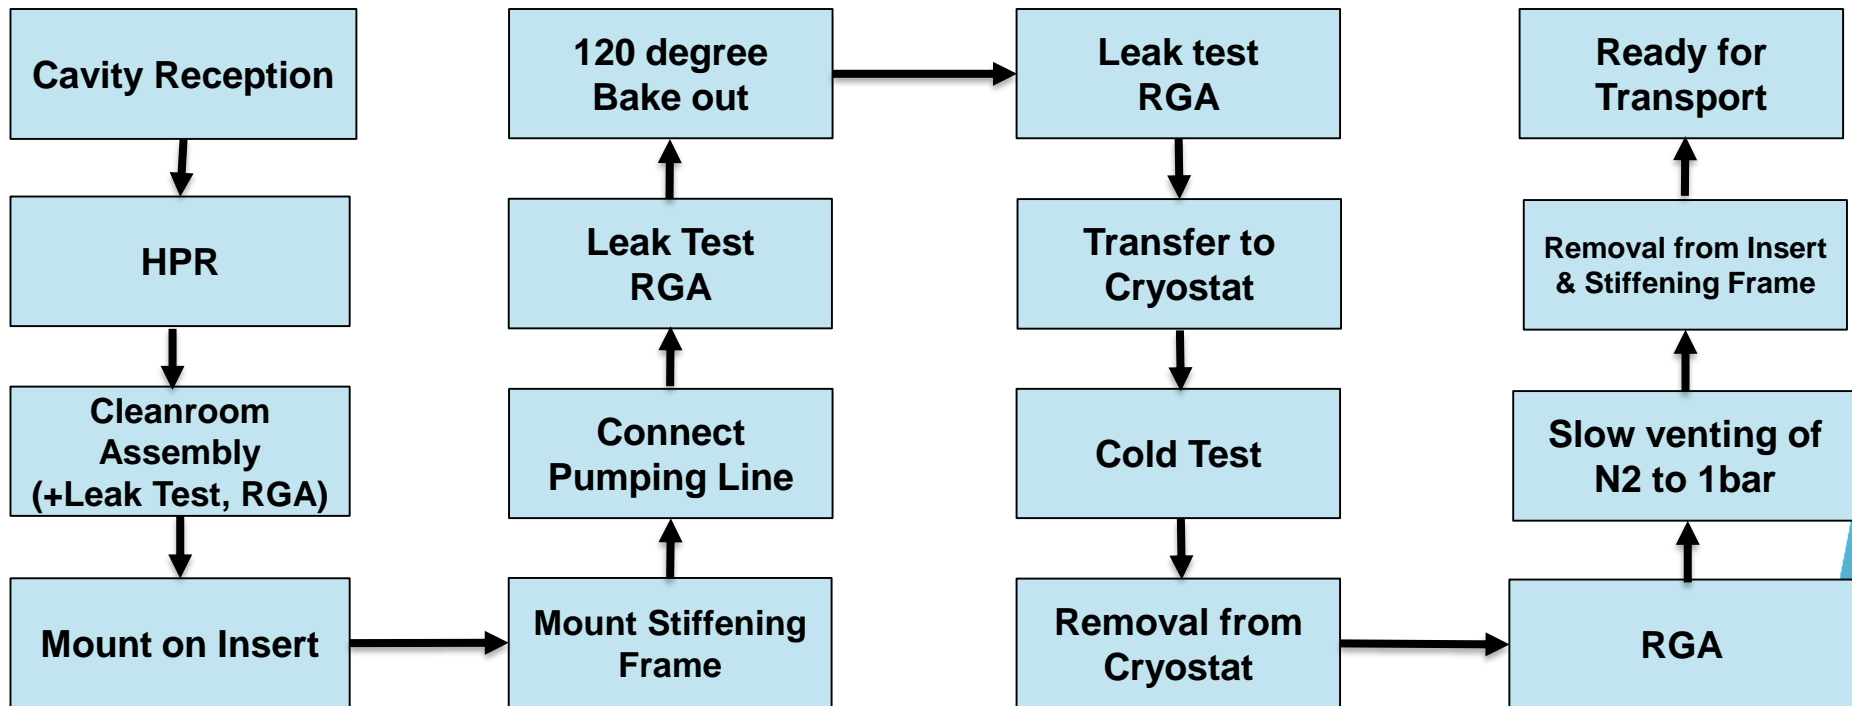 Cavity Reception
HPR
Cleanroom
Assembly
(+Leak Test, RGA)
Mount on Insert
Mount Stiffening
Frame
Connect
Pumping Line
Leak Test
RGA
120 degree
Bake out
Leak test
RGA
Transfer to
Cryostat
Cold Test
Removal from
Cryostat
RGA
Slow venting of
N2 to 1bar
Removal from Insert
& Stiffening Frame
Ready for
Transport